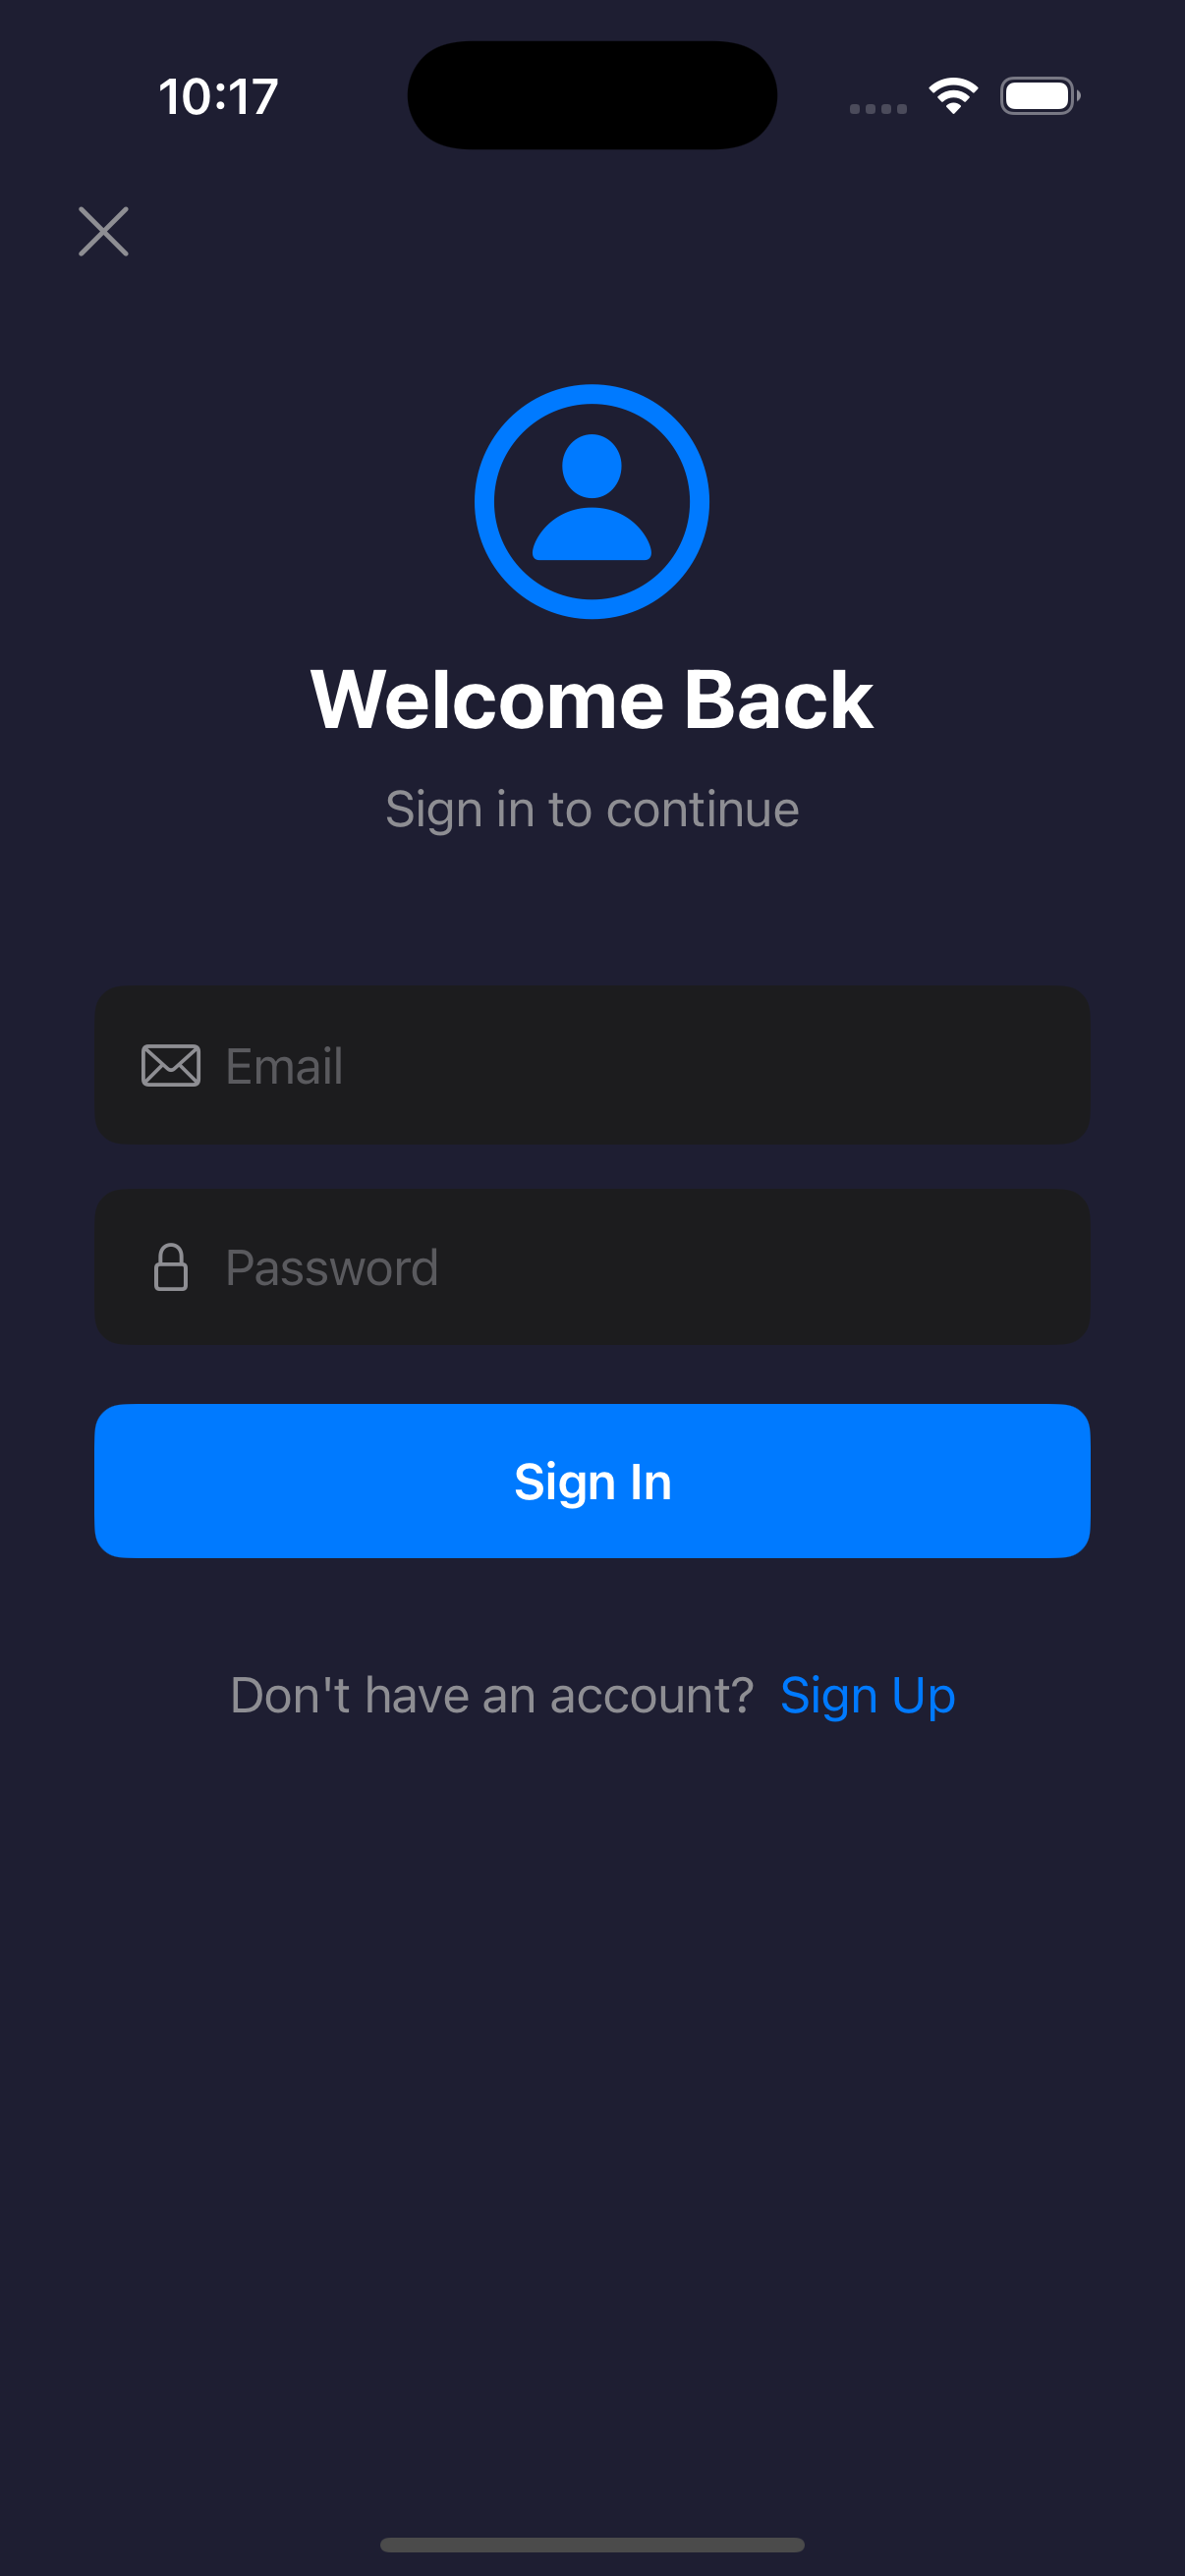 10:17
Welcome Back
Sign in to continue
Email
Password
Sign In
Don't have an account? Sign Up